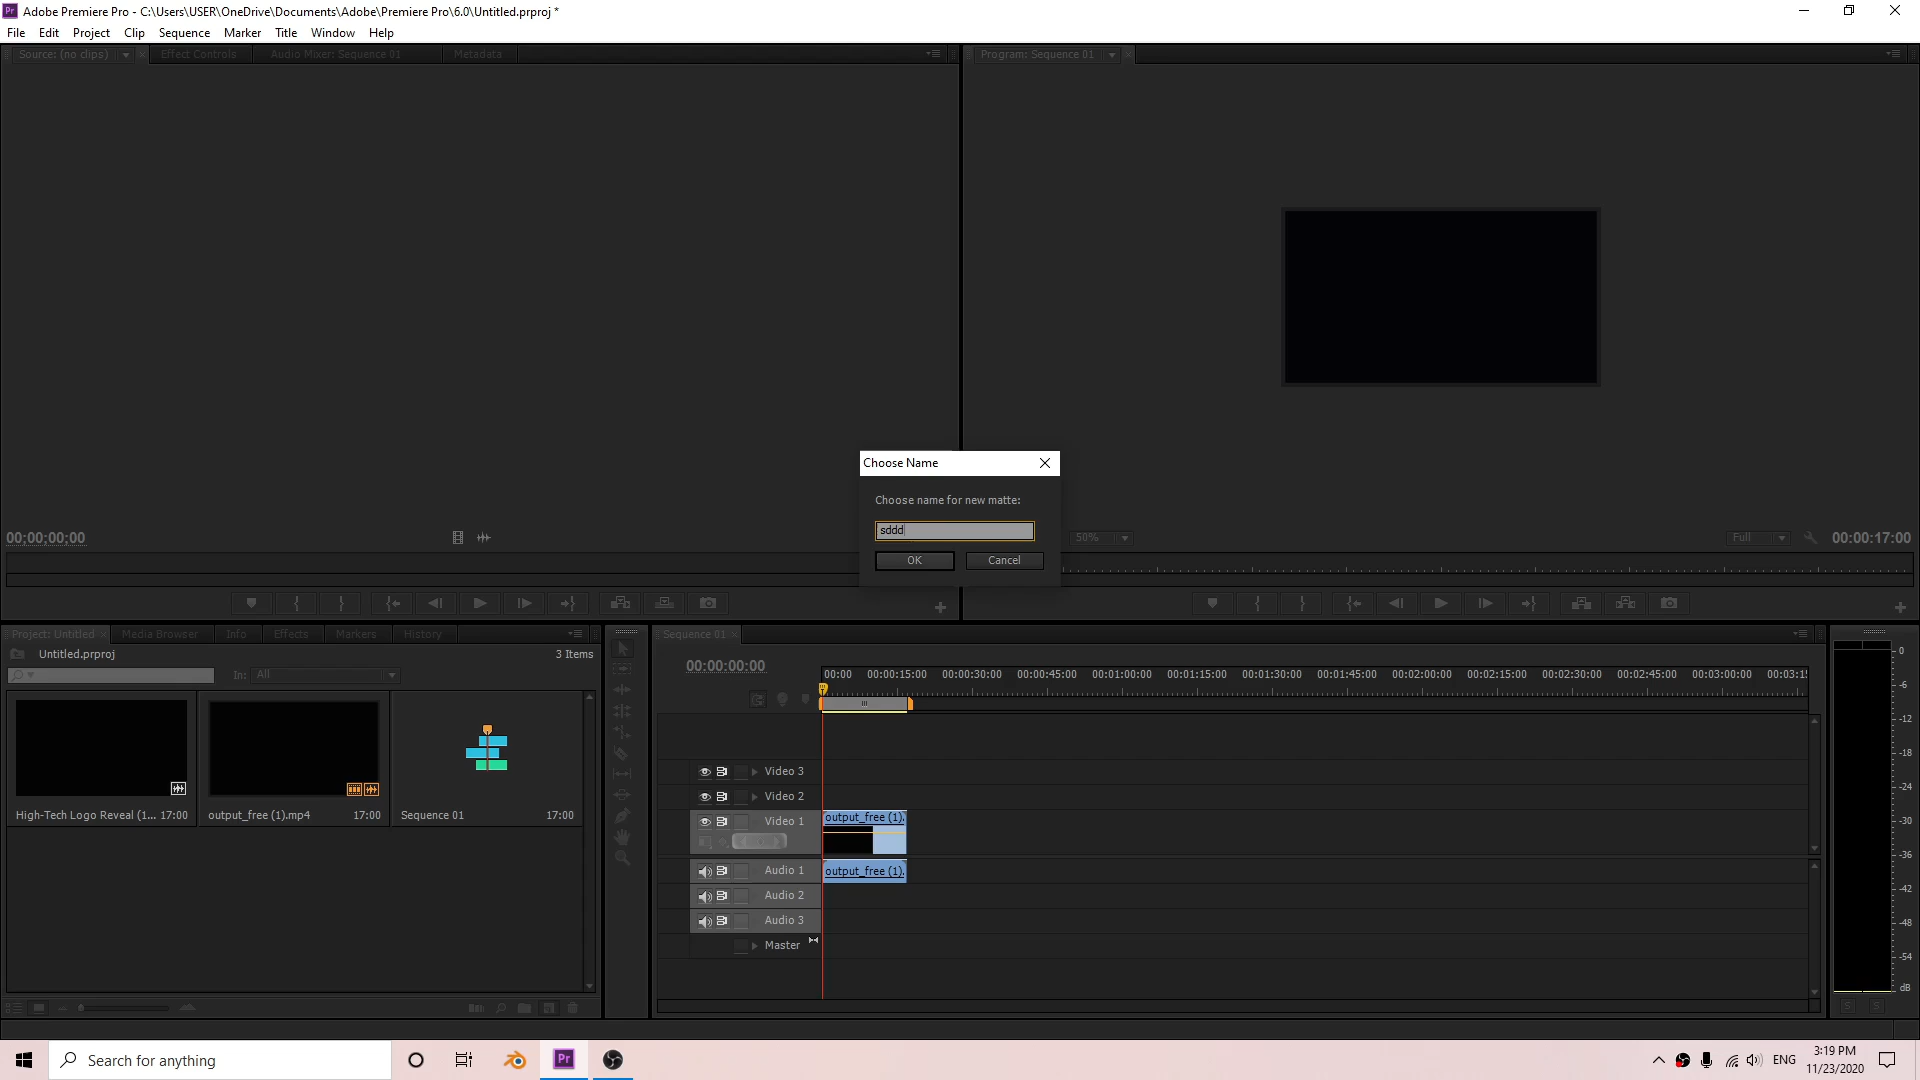 Adobe Premiere Pro - C:\Users\USER\OneDrive\Documents\Adobe\Premiere Pro\6.0\Untitled.prproj *
File Edit Project Clip Sequence Marker Title Window Help
Source: (no clips) Effect Controls Audio Mixer: Sequence 01 Metadata
Program: Sequence 01
Choose Name
Choose name for new matte:
sddd
OK Cancel
00;00;00;00
50% Full 00:00:17:00
Project: Untitled Media Browser Info Effects Markers History
Untitled.prproj 3 Items
In: All
High-Tech Logo Reveal (1... 17:00
output_free (1).mp4 17:00
Sequence 01 17:00
Sequence 01
00:00:00:00
00:00 00:00:15:00 00:00:30:00 00:00:45:00 00:01:00:00 00:01:15:00 00:01:30:00 00:01:45:00 00:02:00:00 00:02:15:00 00:02:30:00 00:02:45:00 00:03:00:00 00:03:15
Video 3
Video 2
Video 1 output_free (1).
Audio 1 output_free (1).
Audio 2
Audio 3
Master
0
-6
-12
-18
-24
-30
-36
-42
-48
-54
dB
S S
Pr
Search for anything
ENG
3:19 PM
11/23/2020